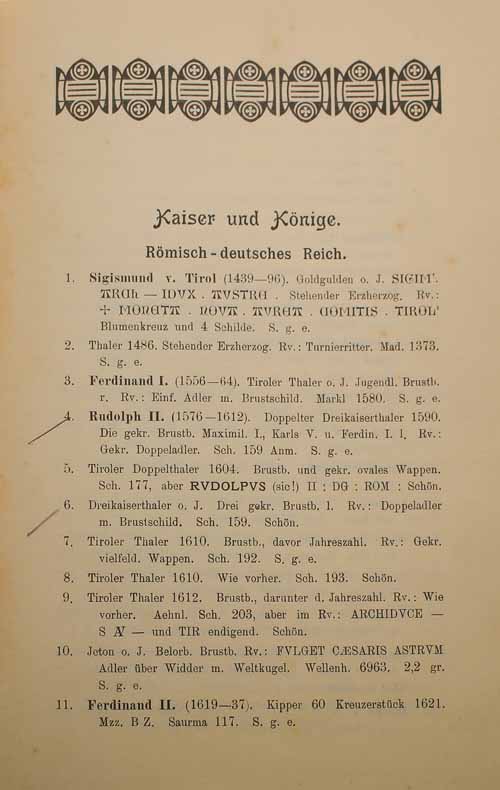 Kaiser und Könige.
Römisch-deutsches Reich.
1. Sigismund v. Tirol (1439—96). Goldgulden o. J. SIGIM'.
ARCh — IDVX . AVSTRA . Stehender Erzherzog. Rv.:
+ MONATA . NOVA . AVRAA . COMITIS . TIROL'
Blumenkreuz und 4 Schilde. S. g. e.
2. Thaler 1486. Stehender Erzherzog. Rv.: Turnierritter. Mad. 1373.
S. g. e.
3. Ferdinand I. (1556—64). Tiroler Thaler o. J. Jugendl. Brustb.
r. Rv.: Einf. Adler m. Brustschild. Markl 1580. S. g. e.
4. Rudolph II. (1576—1612). Doppelter Dreikaiserthaler 1590.
Die gekr. Brustb. Maximil. I., Karls V. u. Ferdin. I. l. Rv.:
Gekr. Doppeladler. Sch. 159 Anm. S. g. e.
5. Tiroler Doppelthaler 1604. Brustb. und gekr. ovales Wappen.
Sch. 177, aber RVDOLPVS (sic!) II : DG : ROM : Schön.
6. Dreikaiserthaler o. J. Drei gekr. Brustb. l. Rv.: Doppeladler
m. Brustschild. Sch. 159. Schön.
7. Tiroler Thaler 1610. Brustb., davor Jahreszahl. Rv.: Gekr.
vielfeld. Wappen. Sch. 192. S. g. e.
8. Tiroler Thaler 1610. Wie vorher. Sch. 193. Schön.
9. Tiroler Thaler 1612. Brustb., darunter d. Jahreszahl. Rv.: Wie
vorher. Aehnl. Sch. 203, aber im Rv.: ARCHIDVCE —
S — und TIR endigend. Schön.
10. Jeton o. J. Belorb. Brustb. Rv.: FVLGET CÆSARIS ASTRVM
Adler über Widder m. Weltkugel. Wellenh. 6963. 2,2 gr.
S. g. e.
11. Ferdinand II. (1619—37). Kipper 60 Kreuzerstück 1621.
Mzz. B Z. Saurma 117. S. g. e.